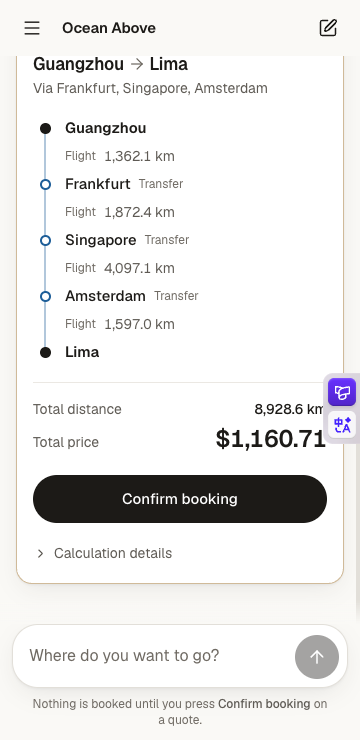 Ocean Above
Guangzhou → Lima
Via Frankfurt, Singapore, Amsterdam
Guangzhou
Flight 1,362.1 km
Frankfurt Transfer
Flight 1,872.4 km
Singapore Transfer
Flight 4,097.1 km
Amsterdam Transfer
Flight 1,597.0 km
Lima
Total distance 8,928.6 km
Total price $1,160.71
中A
Confirm booking
Calculation details
Where do you want to go?
Nothing is booked until you press Confirm booking on
a quote.